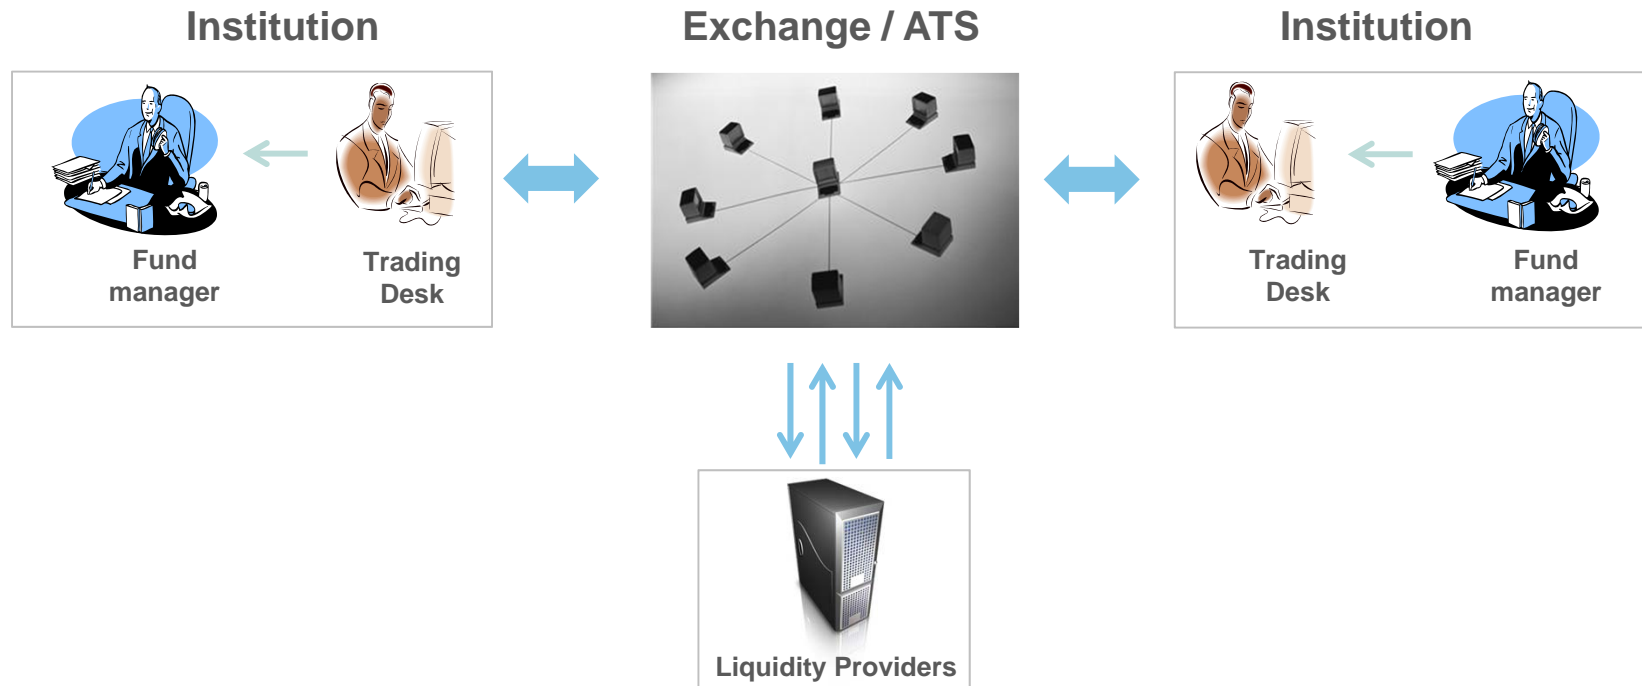 Institution
Exchange / ATS
Institution
Fund
manager
Trading
Desk
Trading
Desk
Fund
manager
Liquidity Providers